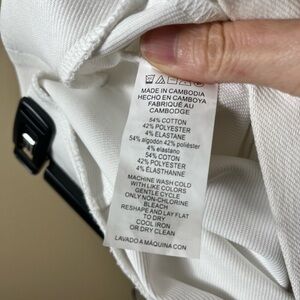 MADE IN CAMBODIA
HECHO EN CAMBOYA
FABRIQUÉ AU
CAMBODGE
54% COTTON
42% POLYESTER
4% ELASTANE
54% algodón 42% poliéster
4% elastano
54% COTON
42% POLYESTER
4% ÉLASTHANNE
MACHINE WASH COLD
WITH LIKE COLORS
GENTLE CYCLE
ONLY NON-CHLORINE
BLEACH
RESHAPE AND LAY FLAT
TO DRY
COOL IRON
OR DRY CLEAN
LAVADO A MÁQUINA CON